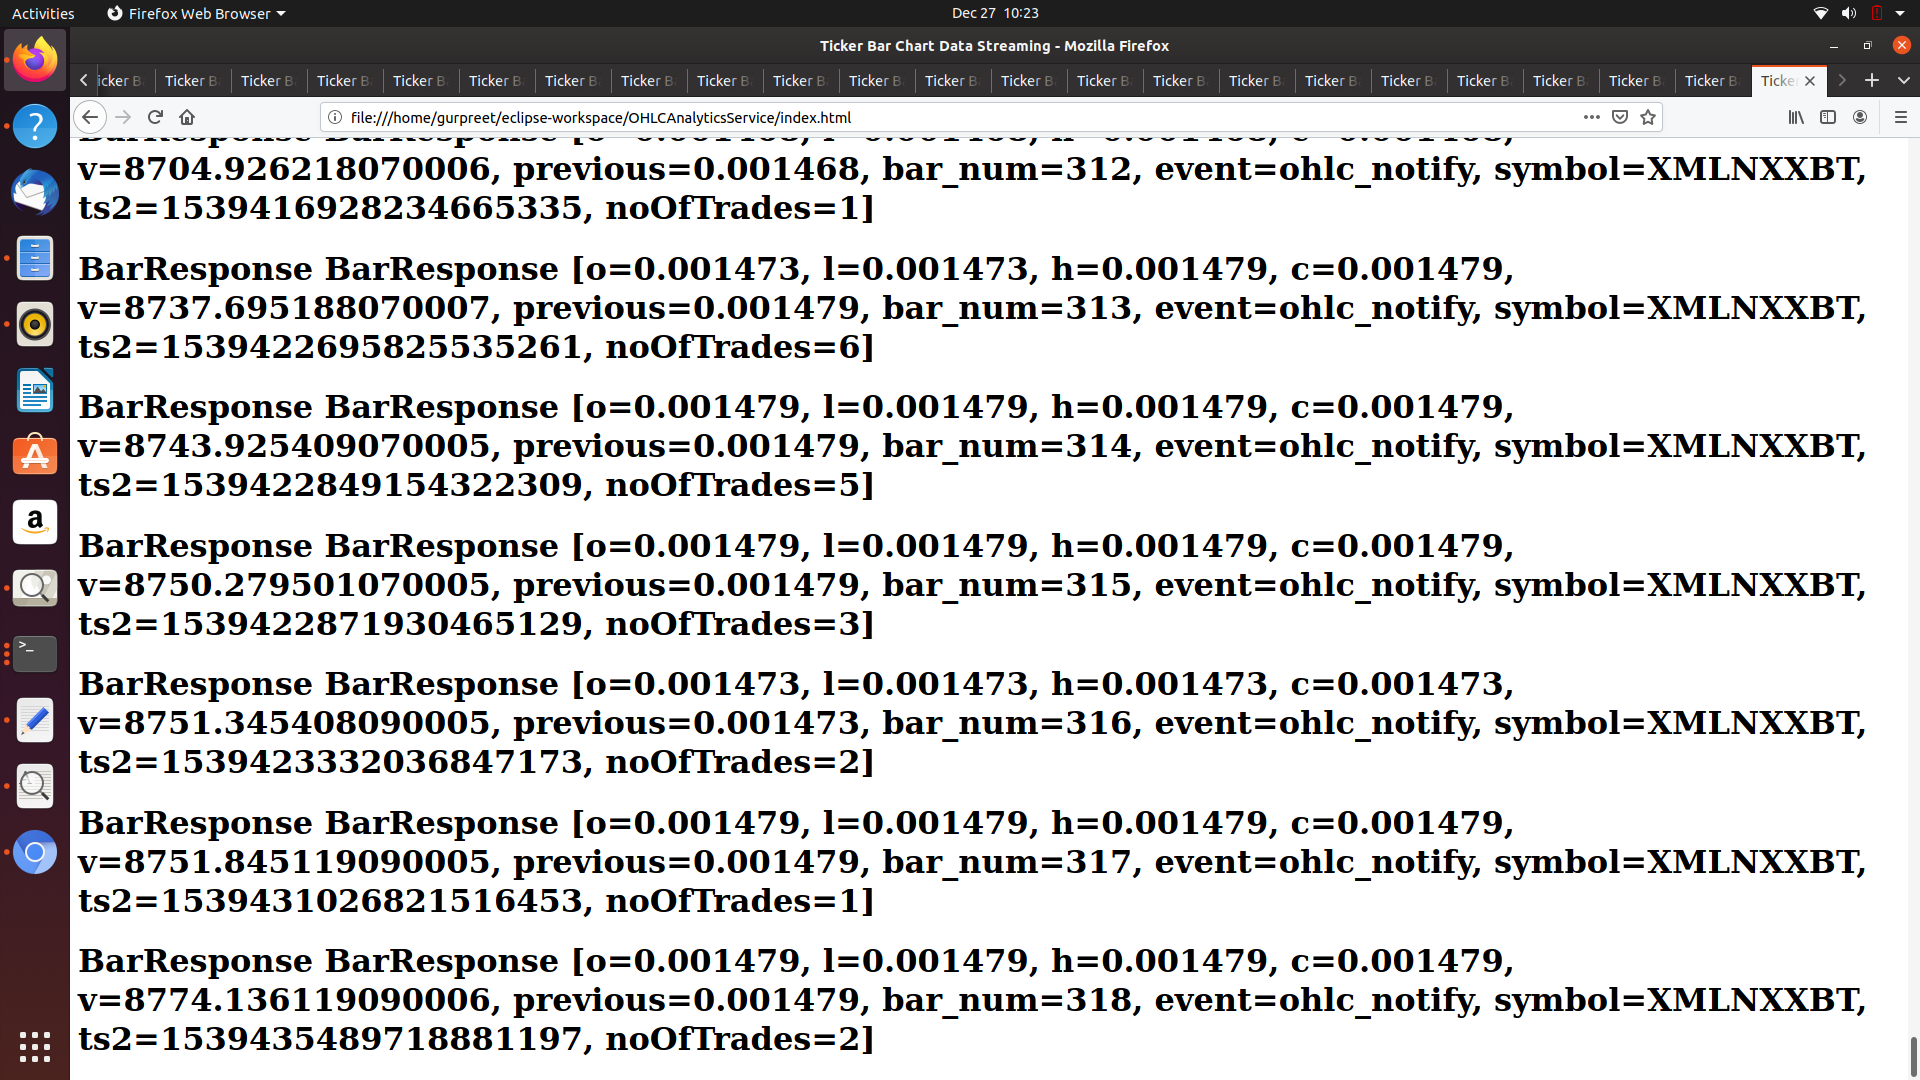 Activities
Firefox Web Browser
Dec 27 10:23
Ticker Bar Chart Data Streaming - Mozilla Firefox
icker B Ticker B Ticker B Ticker B Ticker B Ticker B Ticker B Ticker B Ticker B Ticker B Ticker B Ticker B Ticker B Ticker B Ticker B Ticker B Ticker B Ticker B Ticker B Ticker B Ticker B Ticker B Ticke
file:///home/gurpreet/eclipse-workspace/OHLCAnalyticsService/index.html
BarResponse BarResponse [o=0.001468, l=0.001468, h=0.001468, c=0.001468,
v=8704.926218070006, previous=0.001468, bar_num=312, event=ohlc_notify, symbol=XMLNXXBT,
ts2=1539416928234665335, noOfTrades=1]
BarResponse BarResponse [o=0.001473, l=0.001473, h=0.001479, c=0.001479,
v=8737.695188070007, previous=0.001479, bar_num=313, event=ohlc_notify, symbol=XMLNXXBT,
ts2=1539422695825535261, noOfTrades=6]
BarResponse BarResponse [o=0.001479, l=0.001479, h=0.001479, c=0.001479,
v=8743.925409070005, previous=0.001479, bar_num=314, event=ohlc_notify, symbol=XMLNXXBT,
ts2=1539422849154322309, noOfTrades=5]
BarResponse BarResponse [o=0.001479, l=0.001479, h=0.001479, c=0.001479,
v=8750.279501070005, previous=0.001479, bar_num=315, event=ohlc_notify, symbol=XMLNXXBT,
ts2=1539422871930465129, noOfTrades=3]
BarResponse BarResponse [o=0.001473, l=0.001473, h=0.001473, c=0.001473,
v=8751.345408090005, previous=0.001473, bar_num=316, event=ohlc_notify, symbol=XMLNXXBT,
ts2=1539423332036847173, noOfTrades=2]
BarResponse BarResponse [o=0.001479, l=0.001479, h=0.001479, c=0.001479,
v=8751.845119090005, previous=0.001479, bar_num=317, event=ohlc_notify, symbol=XMLNXXBT,
ts2=1539431026821516453, noOfTrades=1]
BarResponse BarResponse [o=0.001479, l=0.001479, h=0.001479, c=0.001479,
v=8774.136119090006, previous=0.001479, bar_num=318, event=ohlc_notify, symbol=XMLNXXBT,
ts2=1539435489718881197, noOfTrades=2]